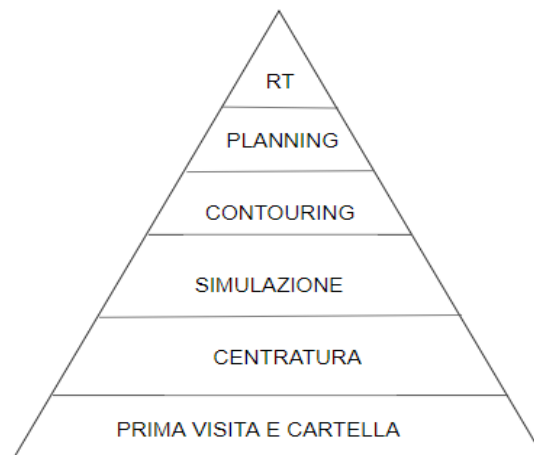 RT
PLANNING
CONTOURING
SIMULAZIONE
CENTRATURA
PRIMA VISITA E CARTELLA